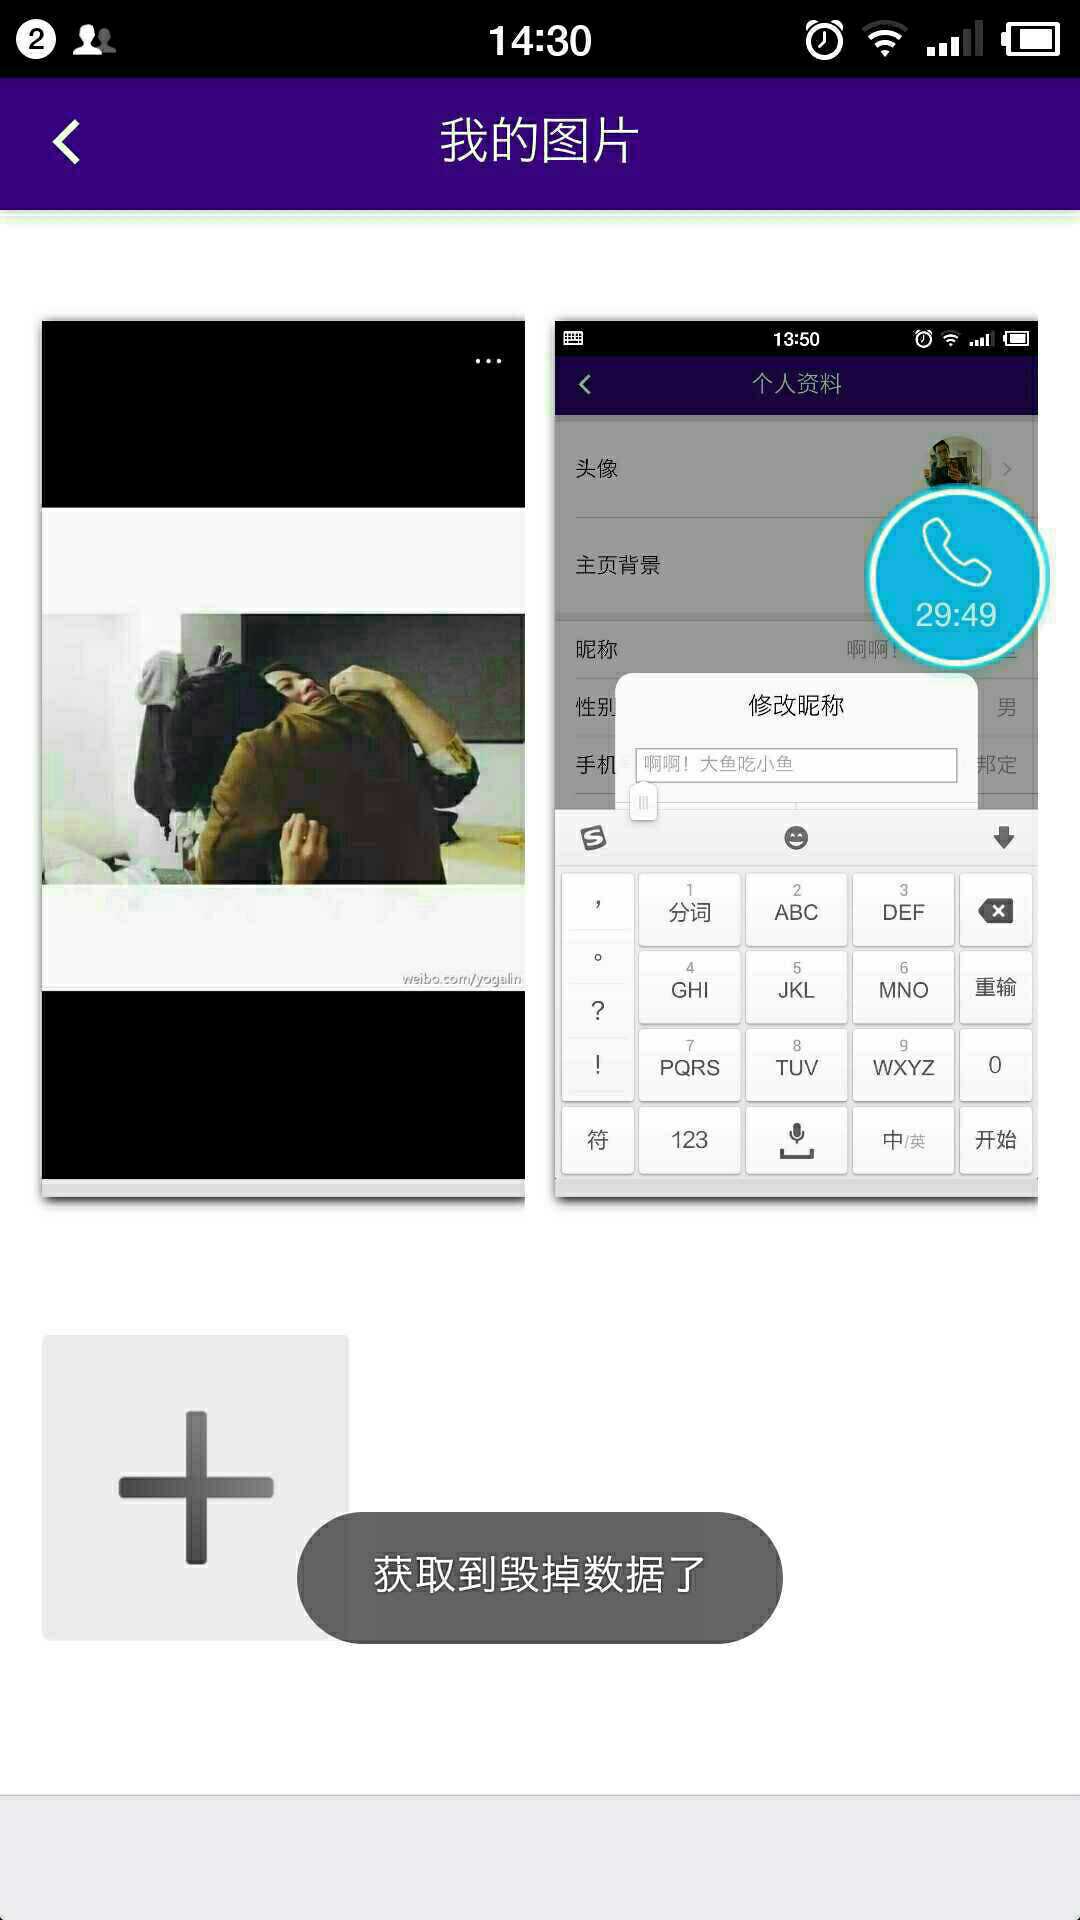 2
14:30
我的图片
13:50
个人资料
头像
主页背景
29:49
昵称
啊啊!
性别
男
手机
邦定
修改昵称
啊啊！大鱼吃小鱼
，
1
分词
2
ABC
3
DEF
。
4
GHI
5
JKL
6
MNO
重输
?
7
PQRS
8
TUV
9
WXYZ
0
!
符
123
中/英
开始
weibo.com/yogalin
获取到毁掉数据了